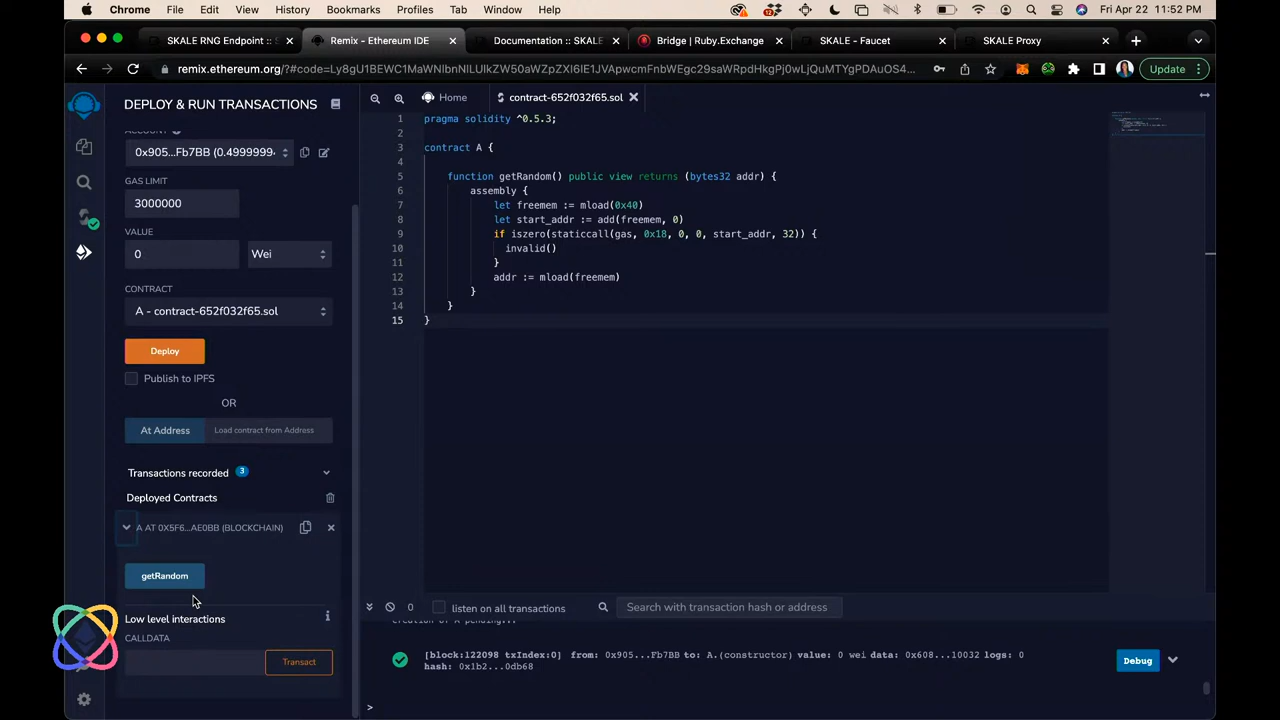 Chrome File Edit View History Bookmarks Profiles Tab Window Help Fri Apr 22 11:52 PM
SKALE RNG Endpoint :: S Remix - Ethereum IDE Documentation :: SKALE Bridge | Ruby.Exchange SKALE - Faucet SKALE Proxy
remix.ethereum.org/?#code=Ly8gU1BEWC1MaWNlbnNlLUlkZW50aWZpZXI6IE1JVApwcmFnbWEgc29saWRpdHkgPj0wLjQuMTYgPDAuOS4... Update
DEPLOY & RUN TRANSACTIONS
Home contract-652f032f65.sol
ACCOUNT
0x905...Fb7BB (0.4999999
GAS LIMIT
3000000
VALUE
0 Wei
CONTRACT
A - contract-652f032f65.sol
Deploy
Publish to IPFS
OR
At Address Load contract from Address
Transactions recorded 3
Deployed Contracts
A AT 0X5F6...AE0BB (BLOCKCHAIN)
getRandom
Low level interactions
CALLDATA
Transact
1 pragma solidity ^0.5.3;
2
3 contract A {
4
5 function getRandom() public view returns (bytes32 addr) {
6 assembly {
7 let freemem := mload(0x40)
8 let start_addr := add(freemem, 0)
9 if iszero(staticcall(gas, 0x18, 0, 0, start_addr, 32)) {
10 invalid()
11 }
12 addr := mload(freemem)
13 }
14 }
15 }
0 listen on all transactions Search with transaction hash or address
creation of A pending...
[block:122098 txIndex:0] from: 0x905...Fb7BB to: A.(constructor) value: 0 wei data: 0x608...10032 logs: 0
hash: 0x1b2...0db68
Debug
>